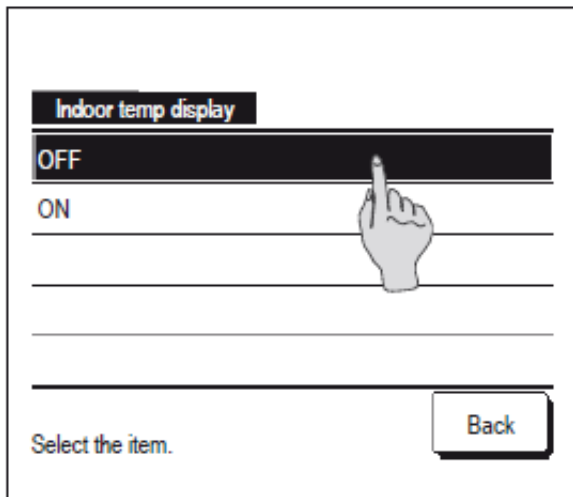 Indoor temp display
OFF
ON
Select the item.
Back